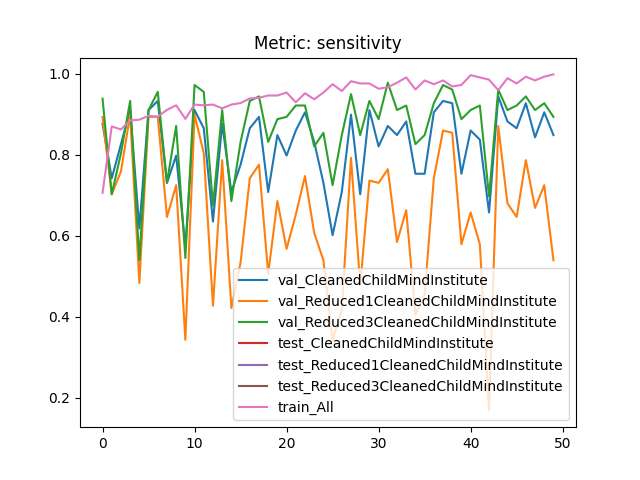 Metric: sensitivity
1.0
0.8
0.6
0.4
0.2
0
10
20
30
40
50
val_CleanedChildMindInstitute
val_Reduced1CleanedChildMindInstitute
val_Reduced3CleanedChildMindInstitute
test_CleanedChildMindInstitute
test_Reduced1CleanedChildMindInstitute
test_Reduced3CleanedChildMindInstitute
train_All